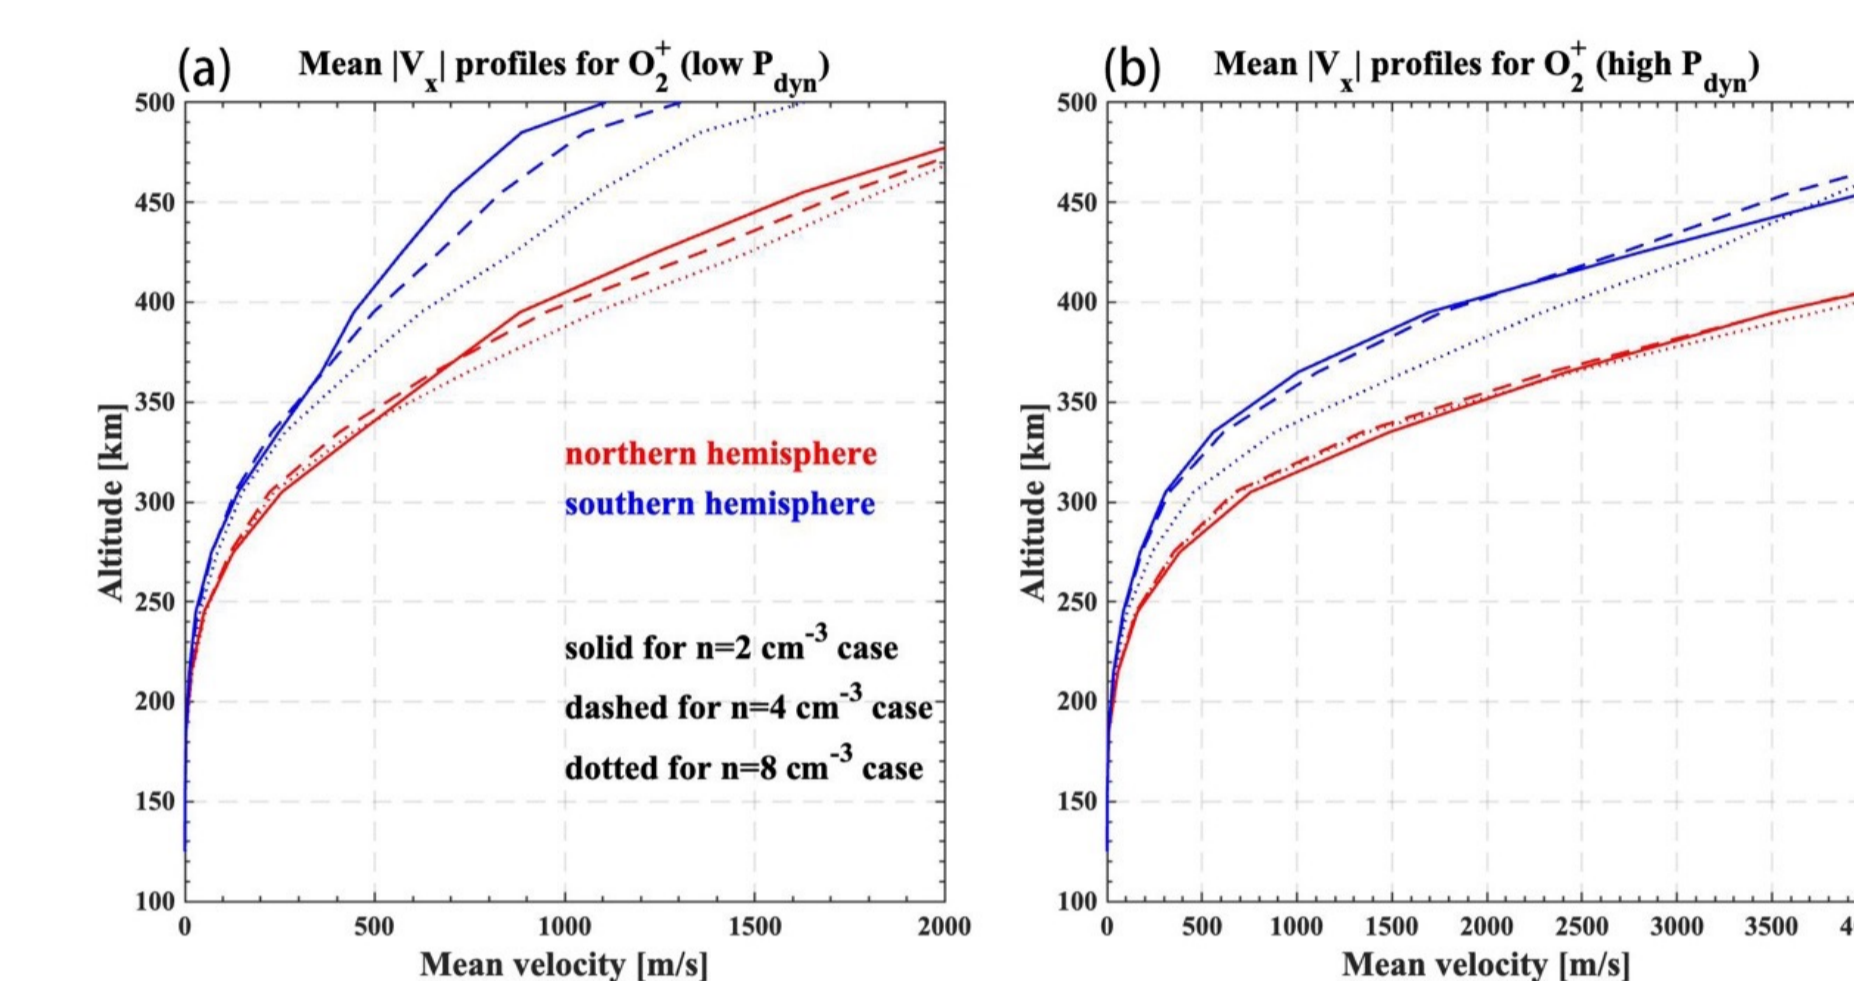 (a) Mean |Vx| profiles for O2+ (low Pdyn)
500
450
400
350
300
250
200
150
100
Altitude [km]
northern hemisphere
southern hemisphere
solid for n=2 cm-3 case
dashed for n=4 cm-3 case
dotted for n=8 cm-3 case
0 500 1000 1500 2000
Mean velocity [m/s]
(b) Mean |Vx| profiles for O2+ (high Pdyn)
500
450
400
350
300
250
200
150
100
Altitude [km]
0 500 1000 1500 2000 2500 3000 3500
Mean velocity [m/s]